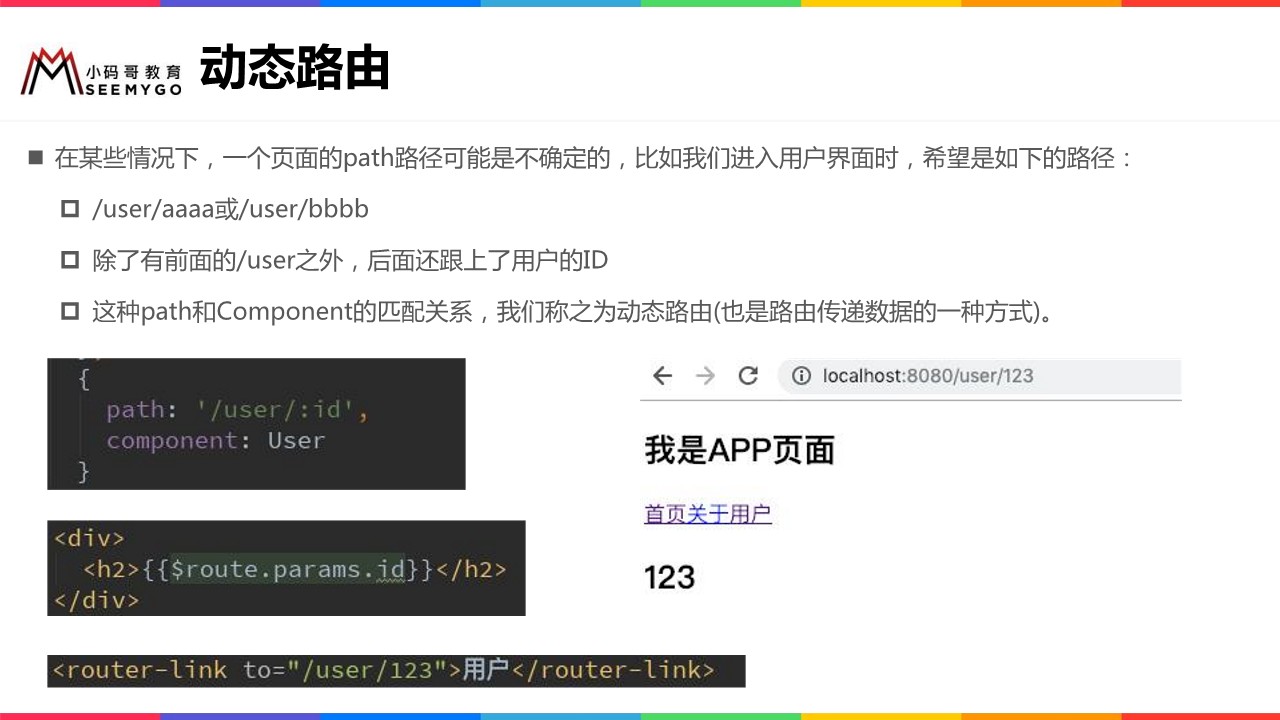 小码哥教育
SEEMYGO
动态路由
在某些情况下，一个页面的path路径可能是不确定的，比如我们进入用户界面时，希望是如下的路径：
/user/aaaa或/user/bbbb
除了有前面的/user之外，后面还跟上了用户的ID
这种path和Component的匹配关系，我们称之为动态路由(也是路由传递数据的一种方式)。
{
path: '/user/:id',
component: User
}
<div>
<h2>{{$route.params.id}}</h2>
</div>
<router-link to="/user/123">用户</router-link>
localhost:8080/user/123
我是APP页面
首页关于用户
123